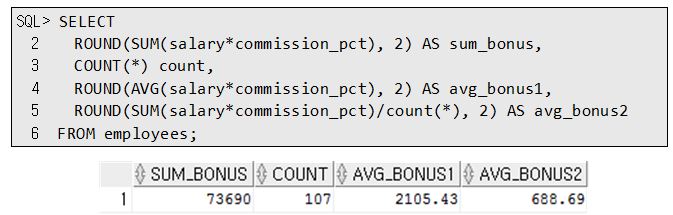 SQL> SELECT
2 ROUND(SUM(salary*commission_pct), 2) AS sum_bonus,
3 COUNT(*) count,
4 ROUND(AVG(salary*commission_pct), 2) AS avg_bonus1,
5 ROUND(SUM(salary*commission_pct)/count(*), 2) AS avg_bonus2
6 FROM employees;
SUM_BONUS COUNT AVG_BONUS1 AVG_BONUS2
1 73690 107 2105.43 688.69